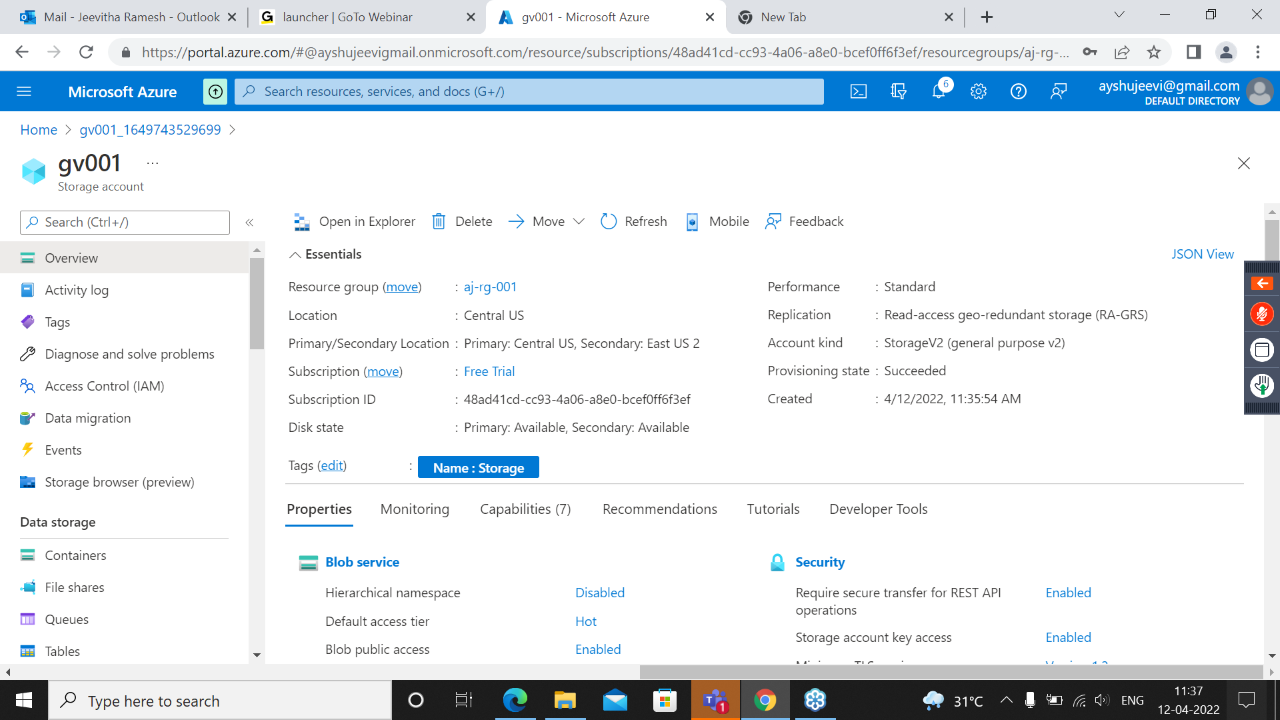 Mail - Jeevitha Ramesh - Outlook
launcher | GoTo Webinar
gv001 - Microsoft Azure
New Tab
https://portal.azure.com/#@ayshujeevigmail.onmicrosoft.com/resource/subscriptions/48ad41cd-cc93-4a06-a8e0-bcef0ff6f3ef/resourcegroups/aj-rg-...
Microsoft Azure
Search resources, services, and docs (G+/)
6
ayshujeevi@gmail.com
DEFAULT DIRECTORY
Home > gv001_1649743529699 >
gv001 ...
Storage account
Search (Ctrl+/)
«
Overview
Activity log
Tags
Diagnose and solve problems
Access Control (IAM)
Data migration
Events
Storage browser (preview)
Data storage
Containers
File shares
Queues
Tables
Open in Explorer
Delete
Move
Refresh
Mobile
Feedback
Essentials
JSON View
Resource group (move) : aj-rg-001
Location : Central US
Primary/Secondary Location : Primary: Central US, Secondary: East US 2
Subscription (move) : Free Trial
Subscription ID : 48ad41cd-cc93-4a06-a8e0-bcef0ff6f3ef
Disk state : Primary: Available, Secondary: Available
Performance : Standard
Replication : Read-access geo-redundant storage (RA-GRS)
Account kind : StorageV2 (general purpose v2)
Provisioning state : Succeeded
Created : 4/12/2022, 11:35:54 AM
Tags (edit) : Name : Storage
Properties
Monitoring
Capabilities (7)
Recommendations
Tutorials
Developer Tools
Blob service
Hierarchical namespace Disabled
Default access tier Hot
Blob public access Enabled
Security
Require secure transfer for REST API Enabled
operations
Storage account key access Enabled
Type here to search
1
31°C
ENG
11:37
12-04-2022